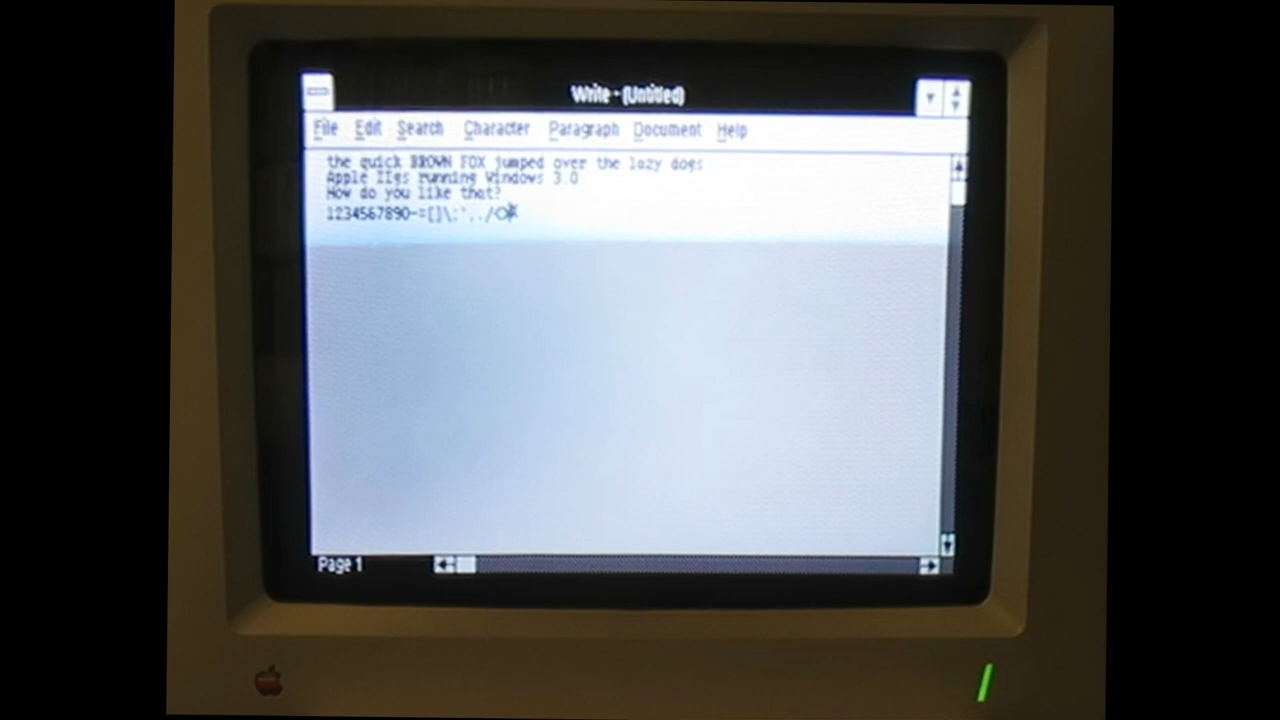 Write - (Untitled)
File Edit Search Character Paragraph Document Help
the quick BROWN FOX jumped over the lazy dogs
Apple IIgs running Windows 3.0
How do you like that?
1234567890-=[]\;'../<>
Page 1